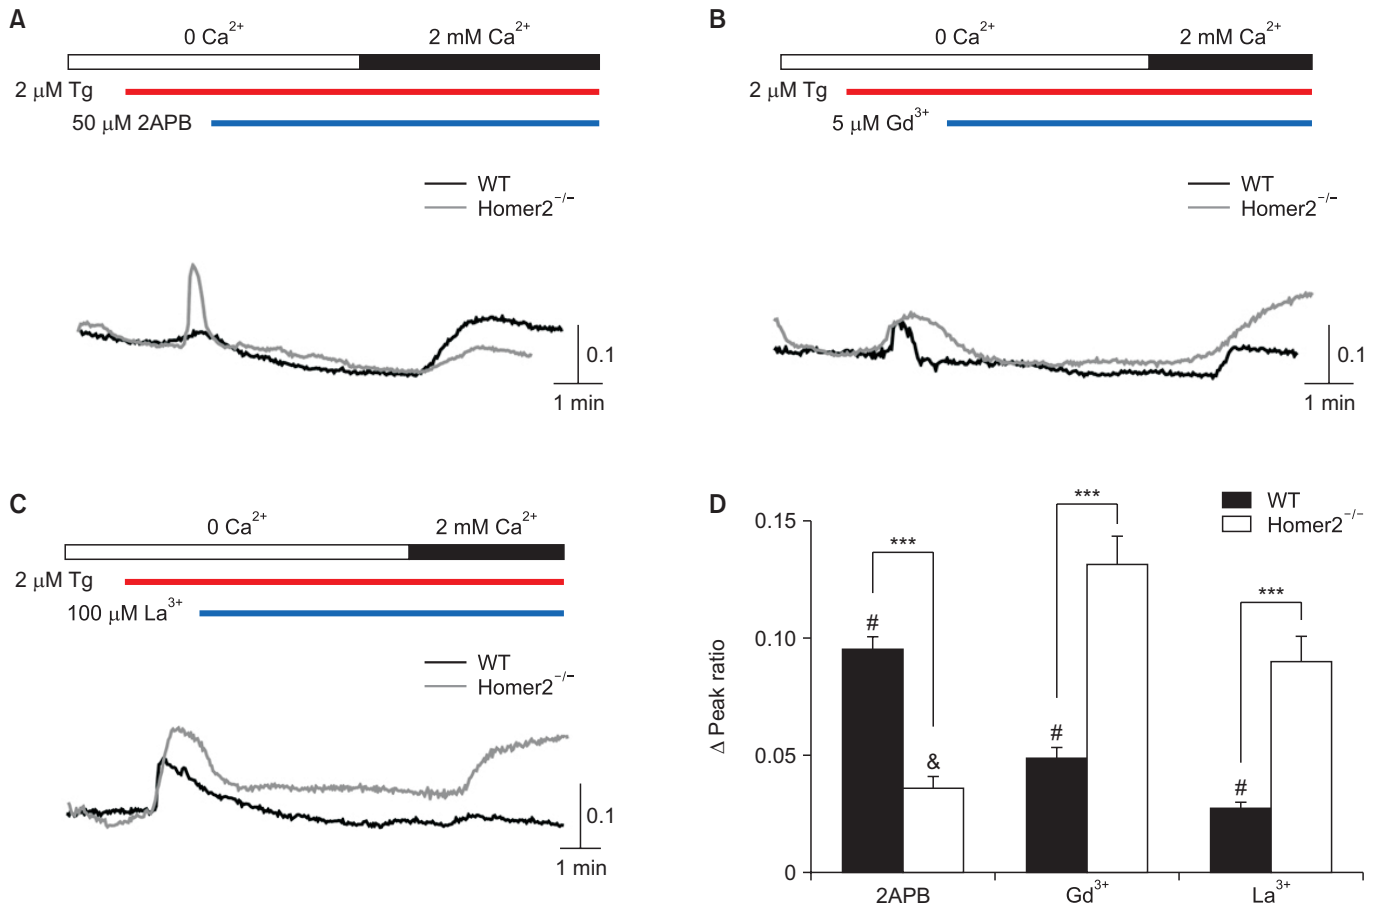 A
0 Ca²⁺ 2 mM Ca²⁺
2 μM Tg
50 μM 2APB
WT
Homer2⁻/⁻
0.1
1 min
B
0 Ca²⁺ 2 mM Ca²⁺
2 μM Tg
5 μM Gd³⁺
WT
Homer2⁻/⁻
0.1
1 min
C
0 Ca²⁺ 2 mM Ca²⁺
2 μM Tg
100 μM La³⁺
WT
Homer2⁻/⁻
0.1
1 min
D
WT
Homer2⁻/⁻
Δ Peak ratio
0.15
0.10
0.05
0
***
#
&
***
#
***
#
2APB Gd³⁺ La³⁺